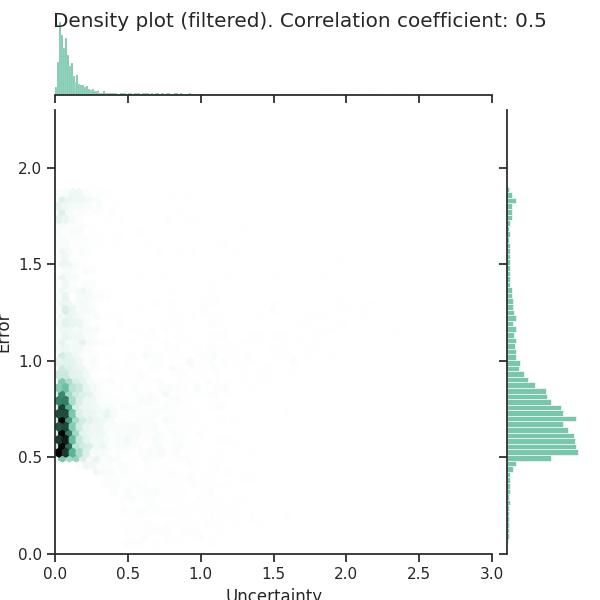 Density plot (filtered). Correlation coefficient: 0.5
2.0
1.5
1.0
0.5
0.0
Error
0.0 0.5 1.0 1.5 2.0 2.5 3.0
Uncertainty